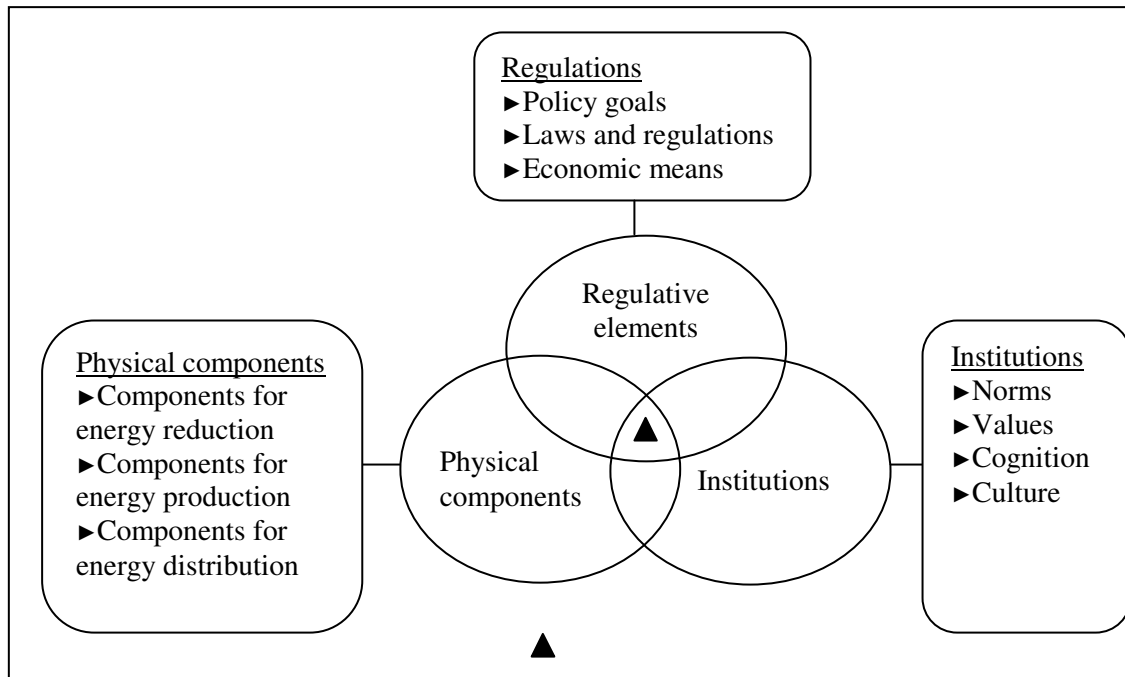 Regulations
►Policy goals
►Laws and regulations
►Economic means
Regulative
elements
Physical components
►Components for
energy reduction
►Components for
energy production
►Components for
energy distribution
Physical
components
Institutions
Institutions
►Norms
►Values
►Cognition
►Culture